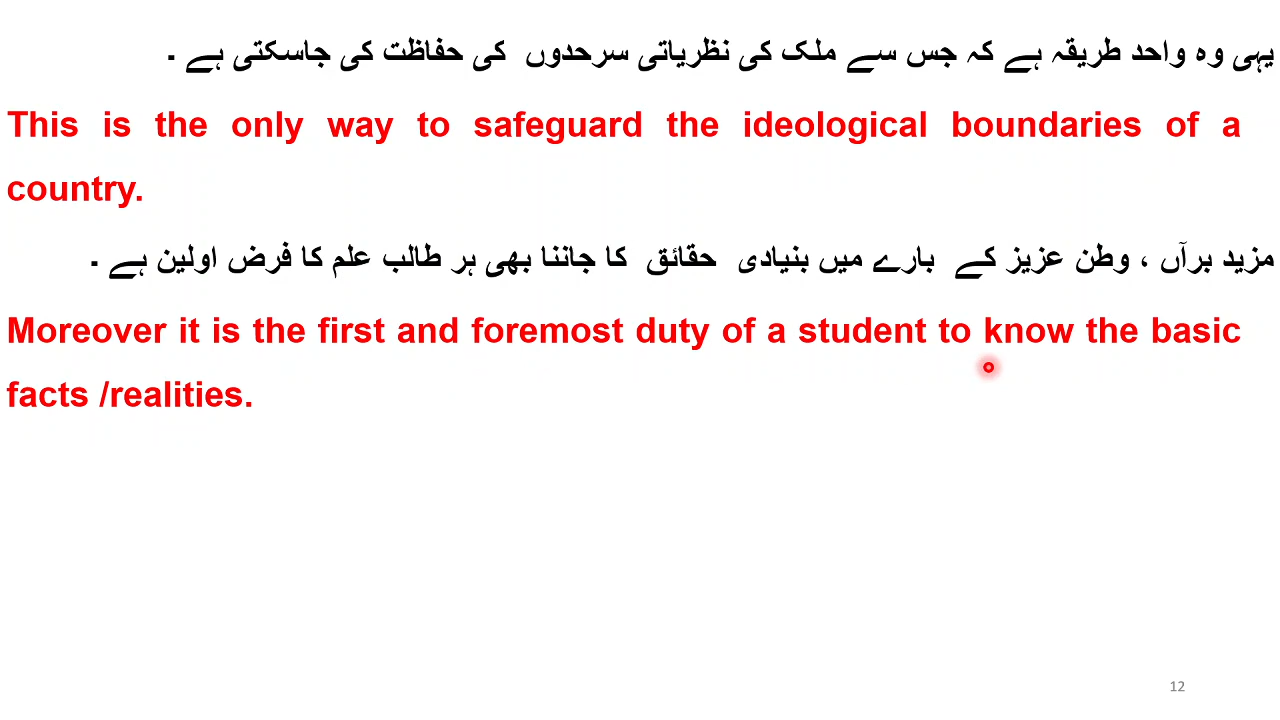 یہی وہ واحد طریقہ ہے کہ جس سے ملک کی نظریاتی سرحدوں کی حفاظت کی جاسکتی ہے ۔
This is the only way to safeguard the ideological boundaries of a
country.
مزید برآں ، وطن عزیز کے بارے میں بنیادی حقائق کا جاننا بھی ہر طالب علم کا فرض اولین ہے ۔
Moreover it is the first and foremost duty of a student to know the basic
facts /realities.
12